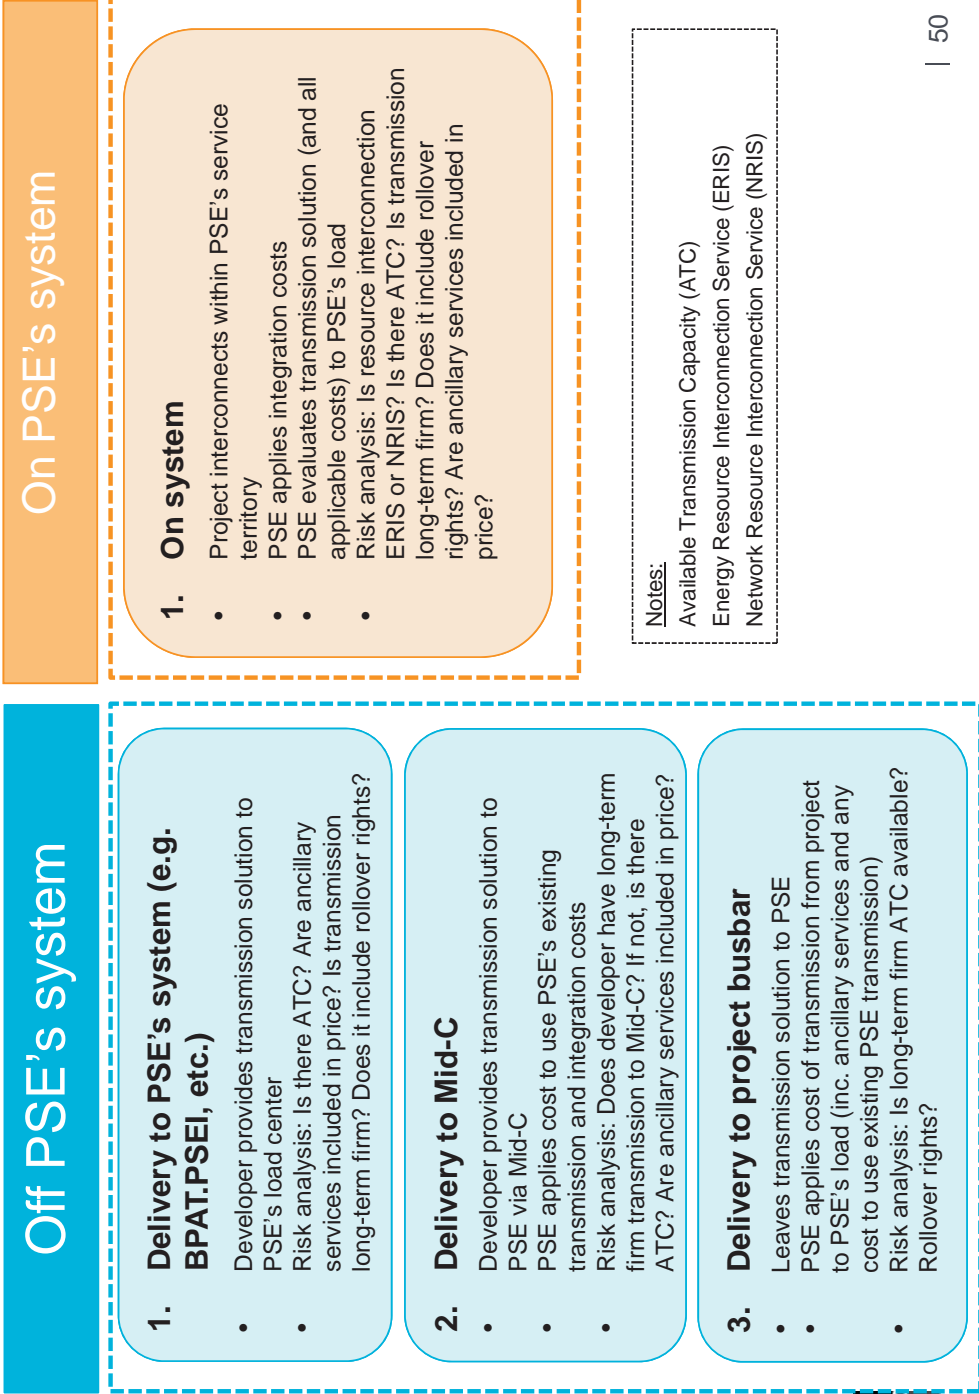 Off PSE’s system
1. Delivery to PSE’s system (e.g.
BPAT.PSEI, etc.)
• Developer provides transmission solution to
PSE’s load center
• Risk analysis: Is there ATC? Are ancillary
services included in price? Is transmission
long-term firm? Does it include rollover rights?
2. Delivery to Mid-C
• Developer provides transmission solution to
PSE via Mid-C
• PSE applies cost to use PSE’s existing
transmission and integration costs
• Risk analysis: Does developer have long-term
firm transmission to Mid-C? If not, is there
ATC? Are ancillary services included in price?
3. Delivery to project busbar
• Leaves transmission solution to PSE
• PSE applies cost of transmission from project
to PSE’s load (inc. ancillary services and any
cost to use existing PSE transmission)
• Risk analysis: Is long-term firm ATC available?
Rollover rights?
On PSE’s system
1. On system
• Project interconnects within PSE’s service
territory
• PSE applies integration costs
• PSE evaluates transmission solution (and all
applicable costs) to PSE’s load
• Risk analysis: Is resource interconnection
ERIS or NRIS? Is there ATC? Is transmission
long-term firm? Does it include rollover
rights? Are ancillary services included in
price?
Notes:
Available Transmission Capacity (ATC)
Energy Resource Interconnection Service (ERIS)
Network Resource Interconnection Service (NRIS)
| 50